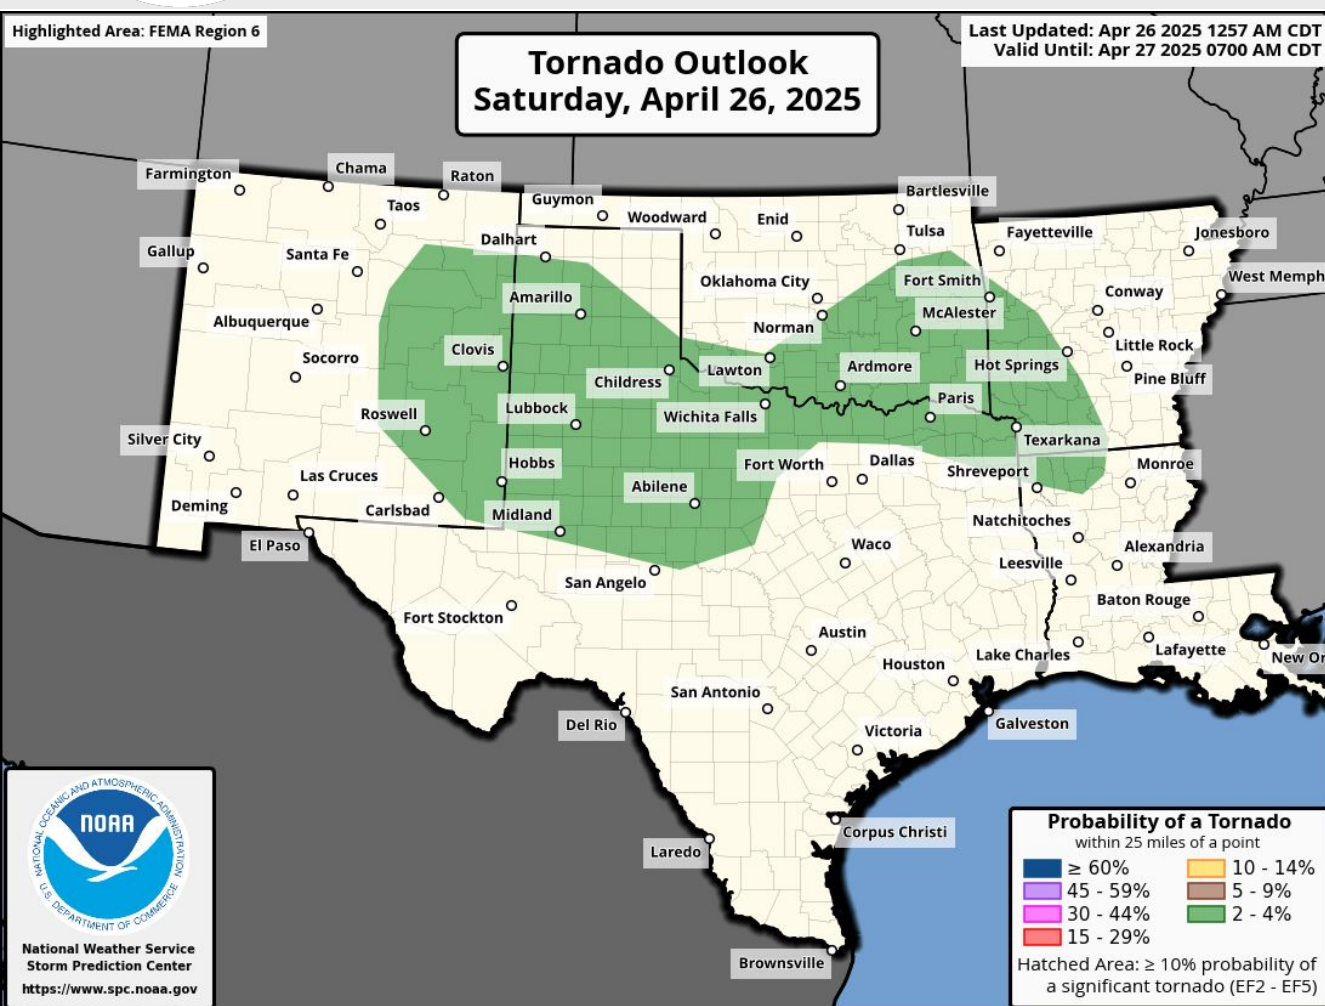 Highlighted Area: FEMA Region 6
Last Updated: Apr 26 2025 1257 AM CDT
Valid Until: Apr 27 2025 0700 AM CDT
Tornado Outlook
Saturday, April 26, 2025
Farmington
Chama
Raton
Taos
Guymon
Woodward
Enid
Bartlesville
Tulsa
Fayetteville
Jonesboro
Gallup
Santa Fe
Dalhart
Oklahoma City
Fort Smith
Conway
West Memph
Albuquerque
Amarillo
Norman
McAlester
Little Rock
Socorro
Clovis
Childress
Lawton
Ardmore
Hot Springs
Pine Bluff
Roswell
Lubbock
Wichita Falls
Paris
Texarkana
Silver City
Las Cruces
Hobbs
Abilene
Fort Worth
Dallas
Shreveport
Monroe
Deming
Carlsbad
Midland
Natchitoches
El Paso
San Angelo
Waco
Leesville
Alexandria
Fort Stockton
Baton Rouge
Austin
Houston
Lake Charles
Lafayette
New Or
San Antonio
Del Rio
Galveston
Victoria
Corpus Christi
Laredo
Brownsville
NATIONAL OCEANIC AND ATMOSPHERIC ADMINISTRATION
NOAA
U.S. DEPARTMENT OF COMMERCE
National Weather Service
Storm Prediction Center
https://www.spc.noaa.gov
Probability of a Tornado
within 25 miles of a point
≥ 60%
45 - 59%
30 - 44%
15 - 29%
10 - 14%
5 - 9%
2 - 4%
Hatched Area: ≥ 10% probability of
a significant tornado (EF2 - EF5)